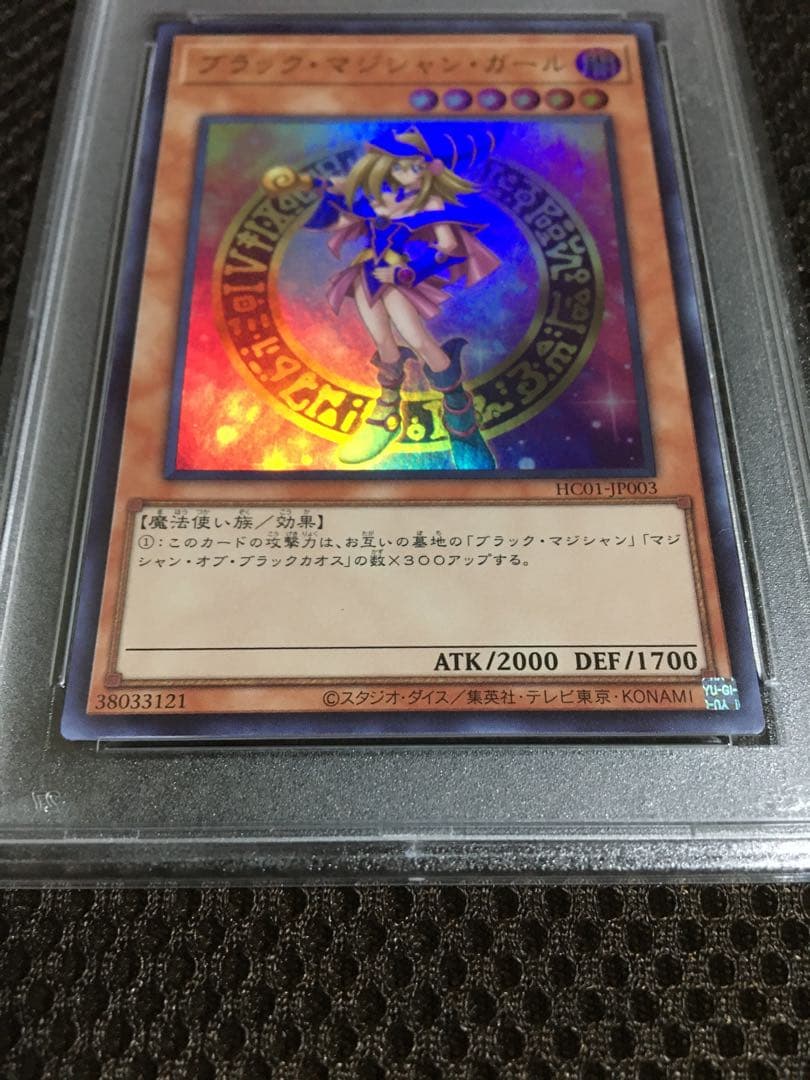 ブラック・マジシャン・ガール 闇
HC01-JP003
【魔法使い族／効果】
①：このカードの攻撃力は、お互いの墓地の「ブラック・マジシャン」「マジ
シャン・オブ・ブラックカオス」の数×３００アップする。
ATK/2000 DEF/1700
38033121
©スタジオ・ダイス／集英社・テレビ東京・KONAMI
YU-GI-